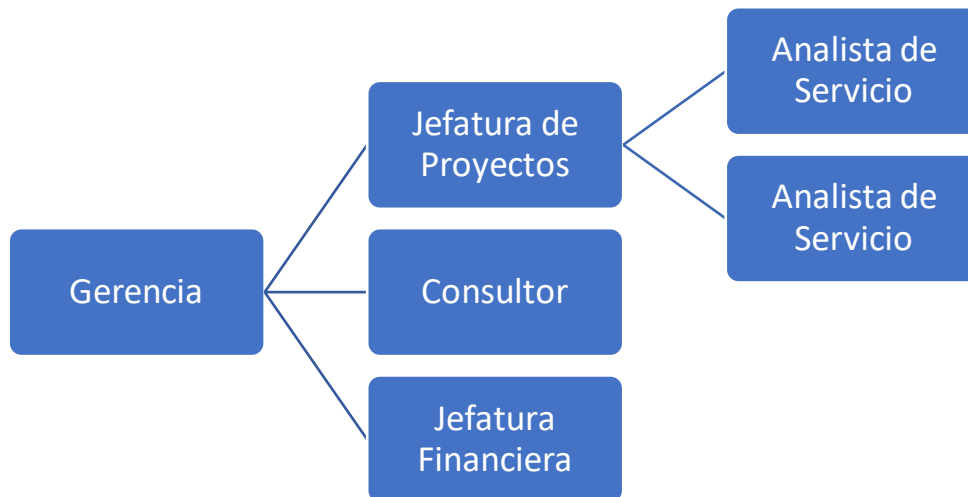 Gerencia
Jefatura de
Proyectos
Analista de
Servicio
Analista de
Servicio
Consultor
Jefatura
Financiera